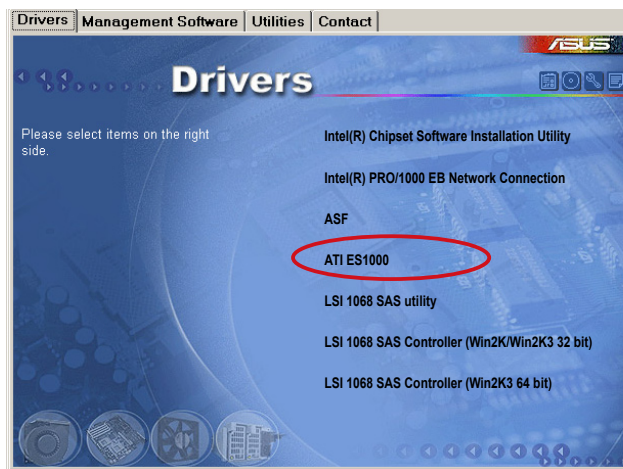 Drivers Management Software Utilities Contact
ASUS
Drivers
Please select items on the right
side.
Intel(R) Chipset Software Installation Utility
Intel(R) PRO/1000 EB Network Connection
ASF
ATI ES1000
LSI 1068 SAS utility
LSI 1068 SAS Controller (Win2K/Win2K3 32 bit)
LSI 1068 SAS Controller (Win2K3 64 bit)